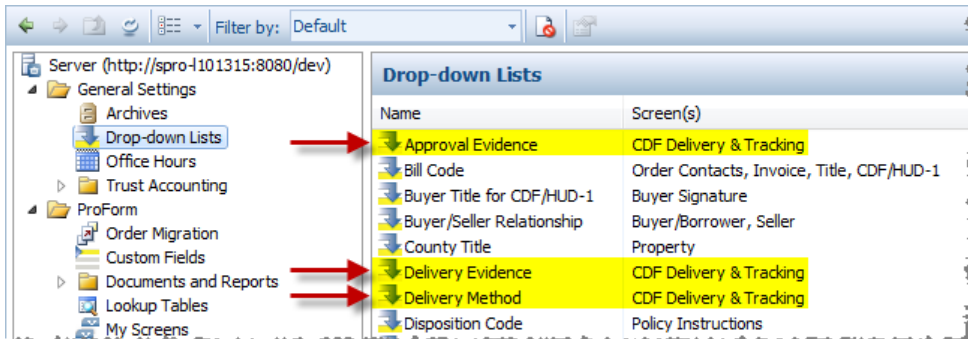 Filter by: Default
Server (http://spro-l101315:8080/dev)
General Settings
Archives
Drop-down Lists
Office Hours
Trust Accounting
ProForm
Order Migration
Custom Fields
Documents and Reports
Lookup Tables
My Screens
Drop-down Lists
Name Screen(s)
Approval Evidence CDF Delivery & Tracking
Bill Code Order Contacts, Invoice, Title, CDF/HUD-1
Buyer Title for CDF/HUD-1 Buyer Signature
Buyer/Seller Relationship Buyer/Borrower, Seller
County Title Property
Delivery Evidence CDF Delivery & Tracking
Delivery Method CDF Delivery & Tracking
Disposition Code Policy Instructions